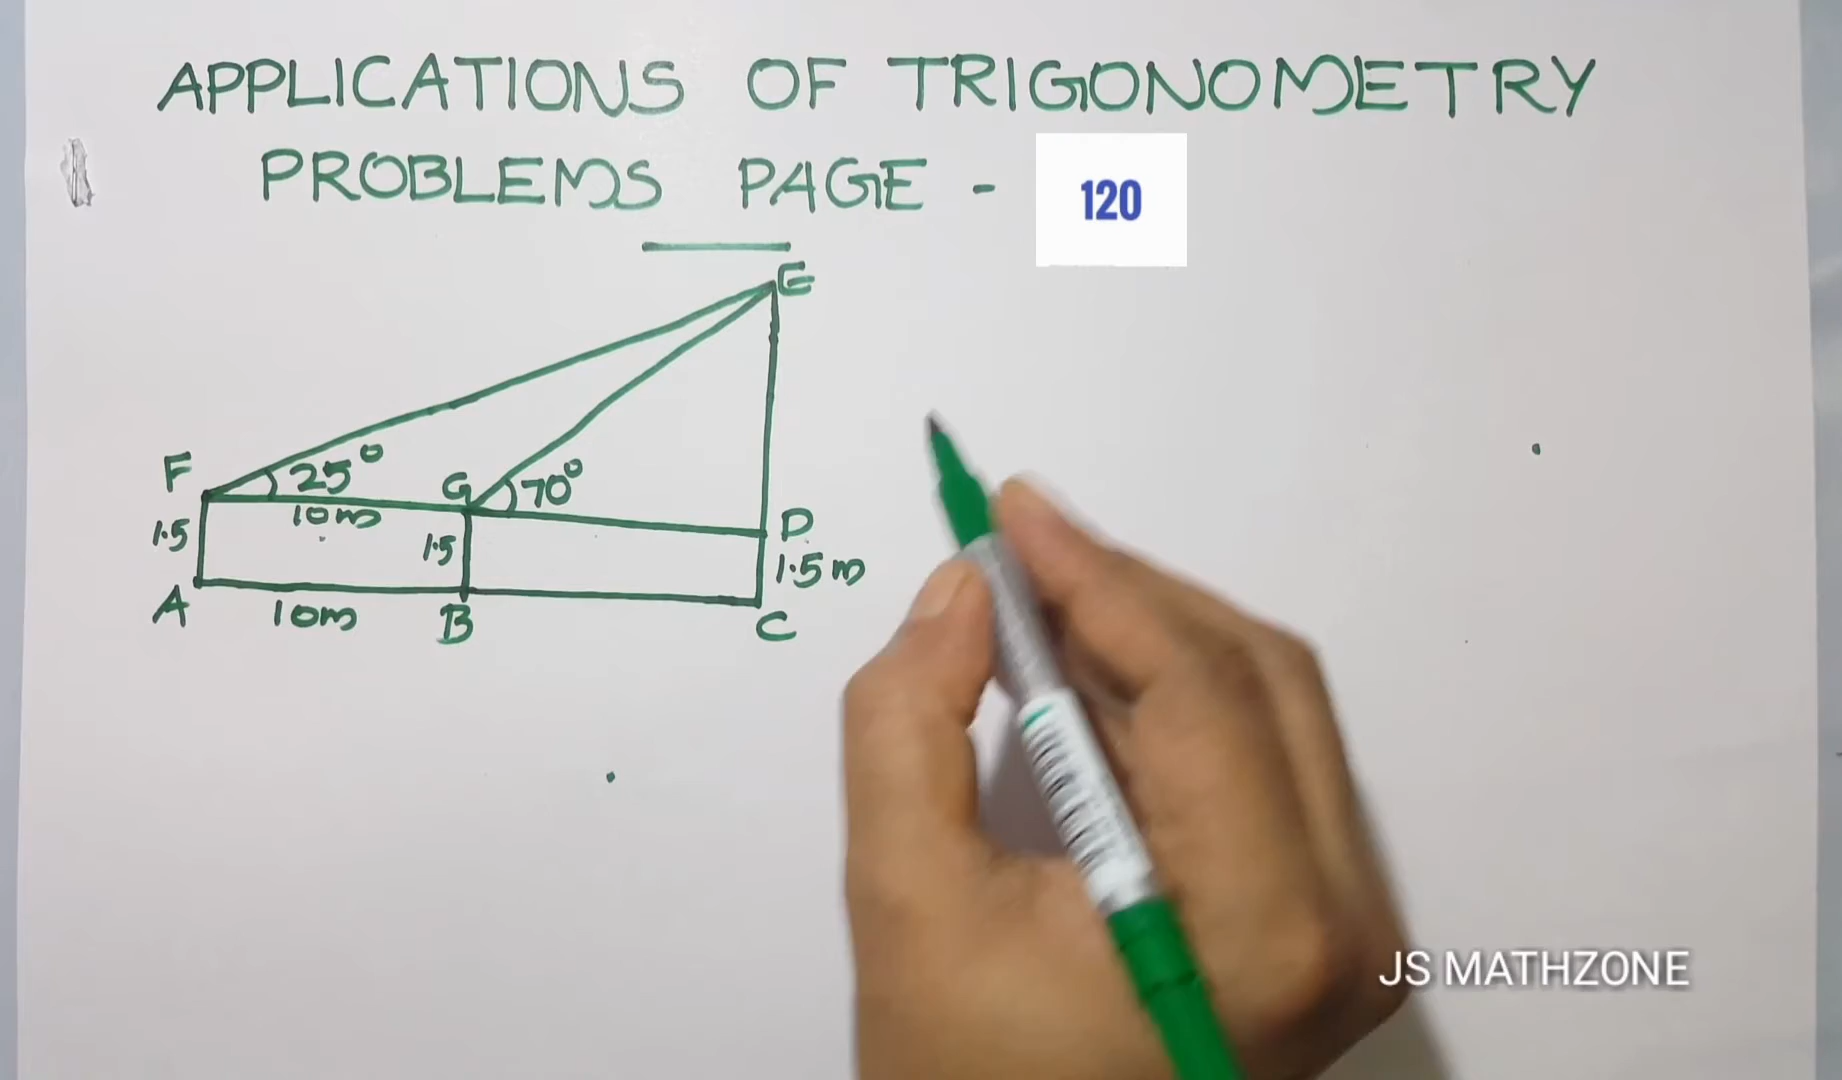 APPLICATIONS OF TRIGONOMETRY
PROBLEMS PAGE - 120
E
F 25° G 70°
10m
1.5 1.5 D
1.5m
A 10m B C
JS MATHZONE